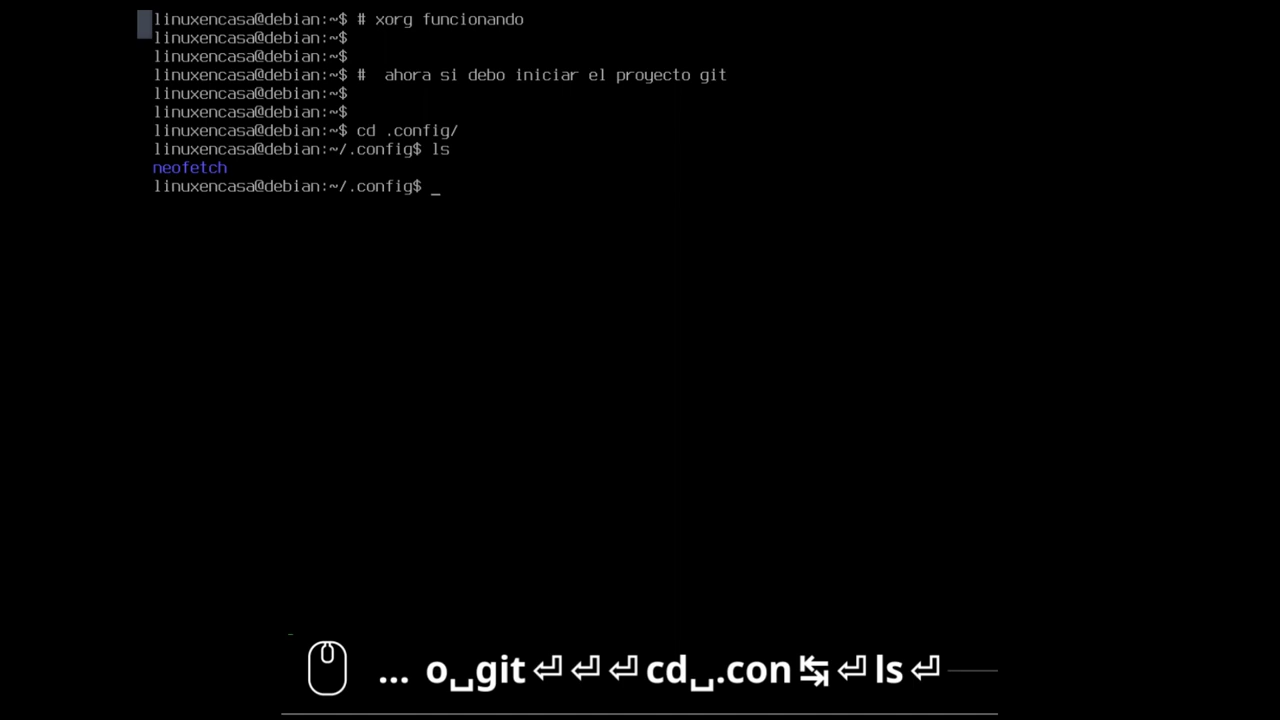 linuxencasa@debian:~$ # xorg funcionando
linuxencasa@debian:~$
linuxencasa@debian:~$
linuxencasa@debian:~$ #  ahora si debo iniciar el proyecto git
linuxencasa@debian:~$
linuxencasa@debian:~$
linuxencasa@debian:~$ cd .config/
linuxencasa@debian:~/.config$ ls
neofetch
linuxencasa@debian:~/.config$ _
... o␣git⏎⏎⏎cd␣.con↹⏎ls⏎